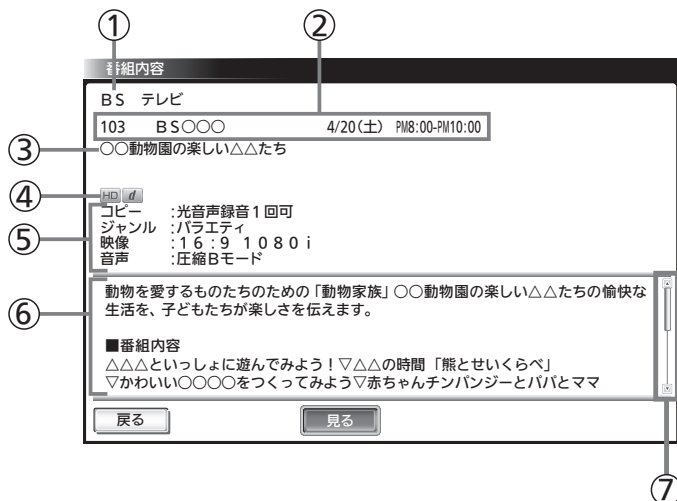 ① ②
番組内容
BS テレビ
103 BS○○○ 4/20(土) PM8:00-PM10:00
③ ○○動物園の楽しい△△たち
④ HD d
⑤ コピー :光音声録音1回可
ジャンル :バラエティ
映像 :16:9 1080i
音声 :圧縮Bモード
⑥ 動物を愛するものたちのための「動物家族」○○動物園の楽しい△△たちの愉快な
生活を、子どもたちが楽しさを伝えます。
■番組内容
△△△といっしょに遊んでみよう!▽△△の時間「熊とせいくらべ」
▽かわいい○○○○をつくってみよう▽赤ちゃんチンパンジーとパパとママ
戻る 見る
⑦